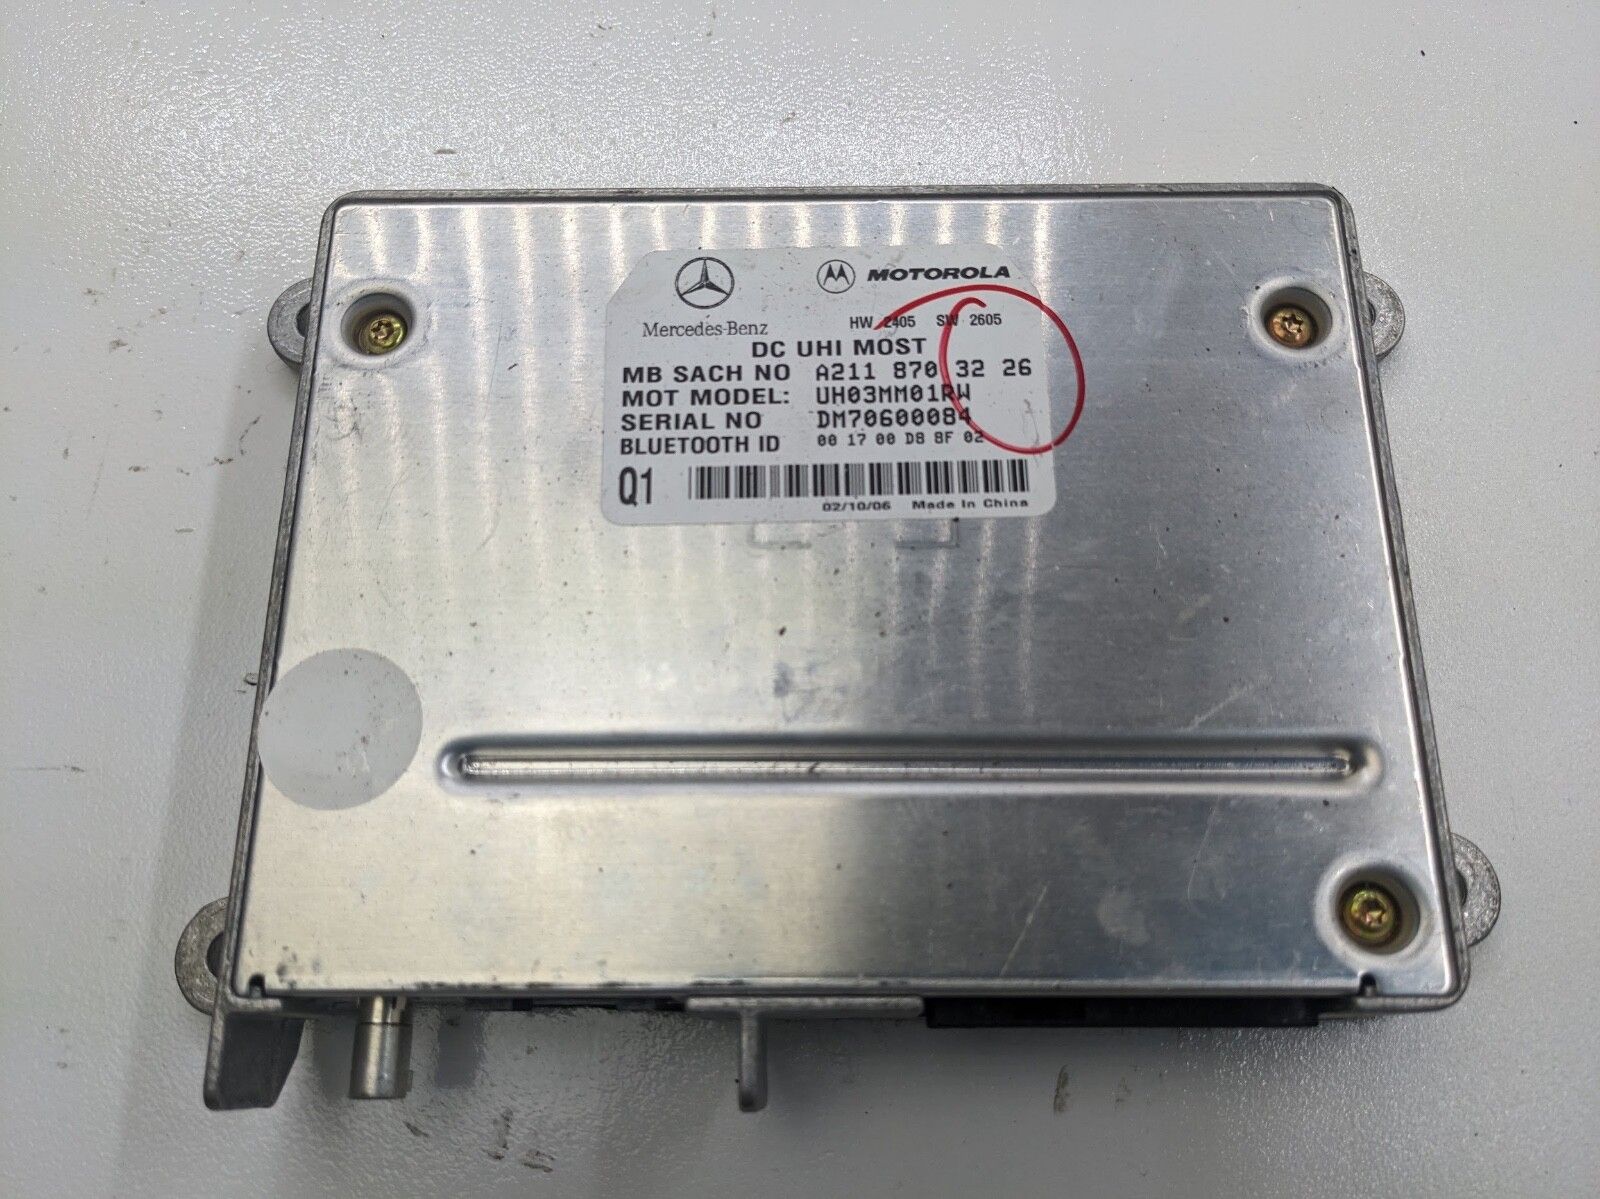 MOTOROLA
Mercedes-Benz
HW 2405 SW 2605
DC UHI MOST
MB SACH NO A211 870 32 26
MOT MODEL: UH03MM01RW
SERIAL NO DM70600084
BLUETOOTH ID 00 17 00 D8 8F 02
Q1
02/10/06 Made In China